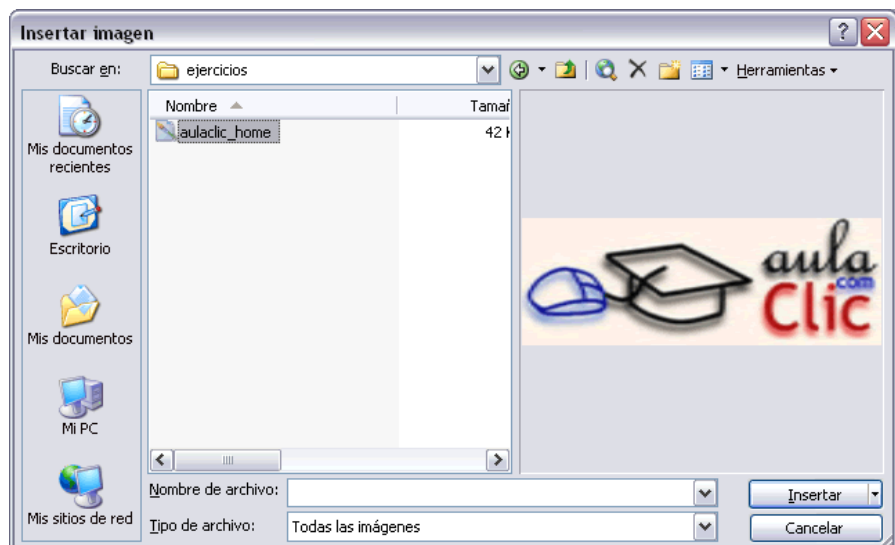 Insertar imagen
Buscar en:
ejercicios
Herramientas
Nombre
Tamañ
aulaclic_home
42 K
Mis documentos
recientes
Escritorio
Mis documentos
Mi PC
Mis sitios de red
aula
com
Clic
Nombre de archivo:
Insertar
Tipo de archivo:
Todas las imágenes
Cancelar